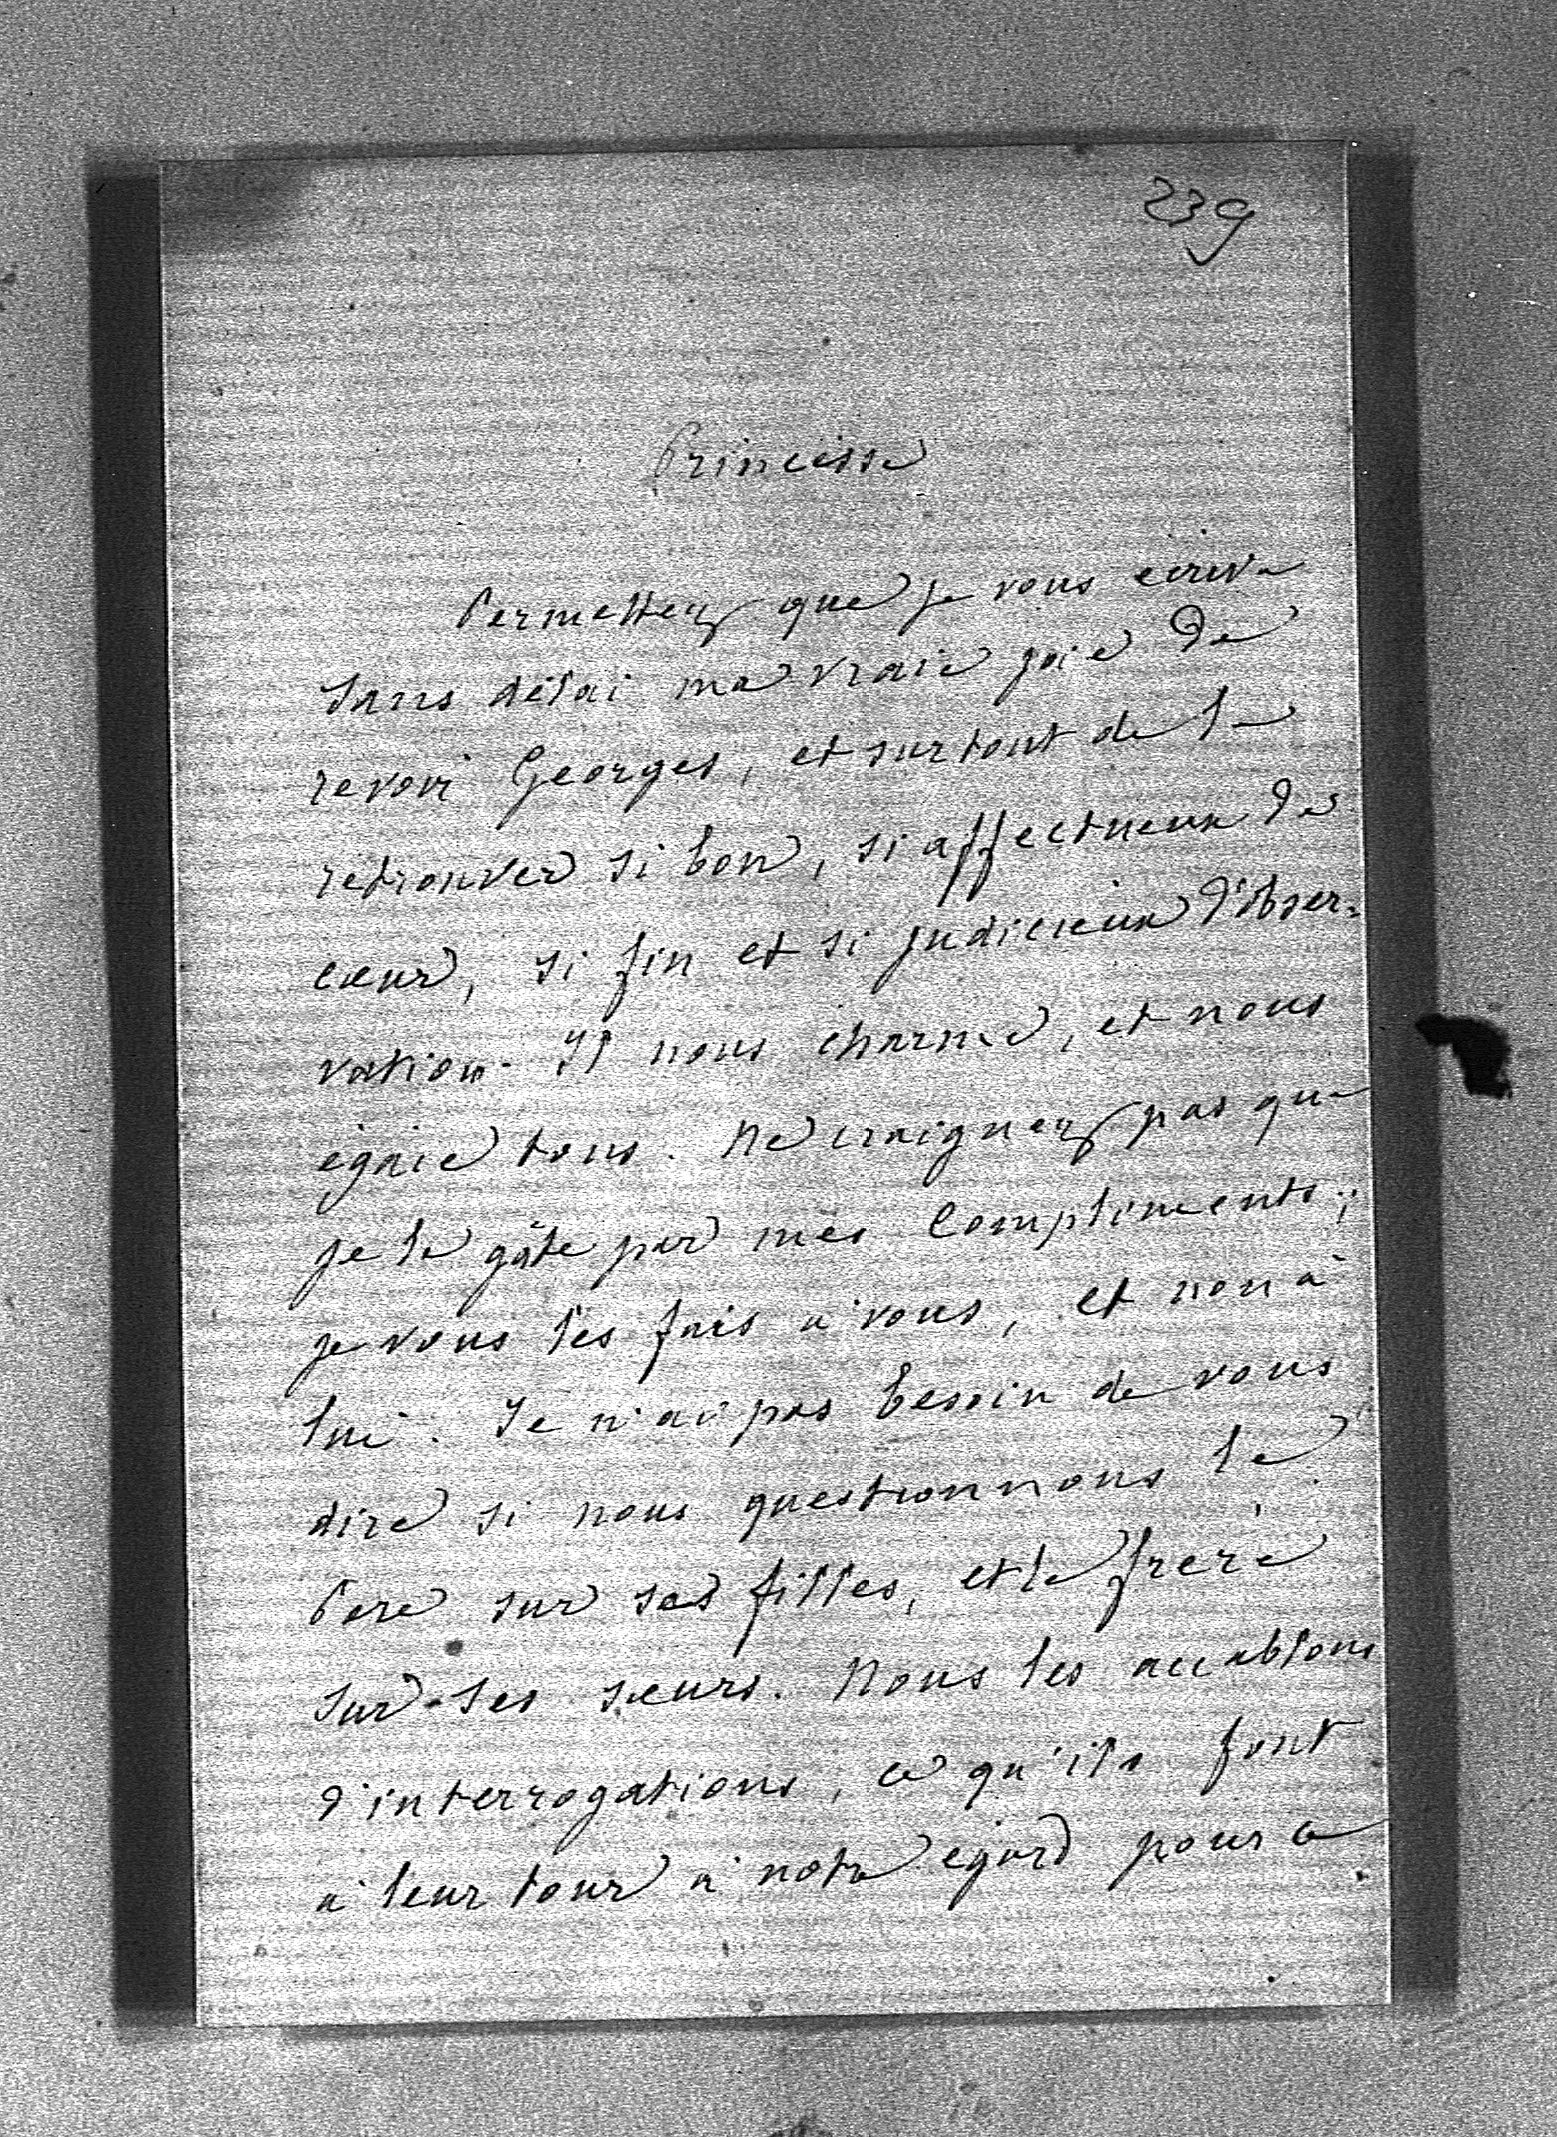 239
Princesse
Permettez que je vous écrive
sans délai ma vraie joie de
revoir Georges, et surtout de le
retrouver si bon, si affectueux de
cœur, si fin et si judicieux d'obser-
vation. Il nous charme, et nous
égaie tous. Ne craignez pas que
je le gâte par mes compliments;
je vous les fais à vous, et non à
lui. Je n'ai pas besoin de vous
dire si nous questionnons le
Pere sur ses filles, et le frère
sur ses sœurs. Nous les accablons
d'interrogations, ce qu'ils font
à leur tour à notre égard pour ce